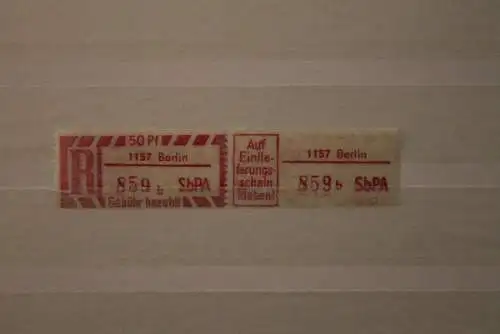 50 Pf
R
1157 Berlin
859 b SbPA
Gebühr bezahlt
Auf
Einlie-
ferungs-
schein
kleben!
1157 Berlin
859 b SbPA